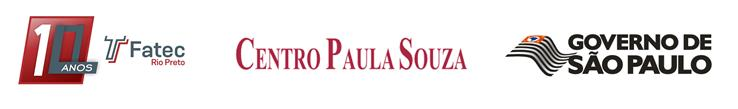 10
ANOS
Fatec
Rio Preto
CENTRO PAULA SOUZA
GOVERNO DE
SÃO PAULO